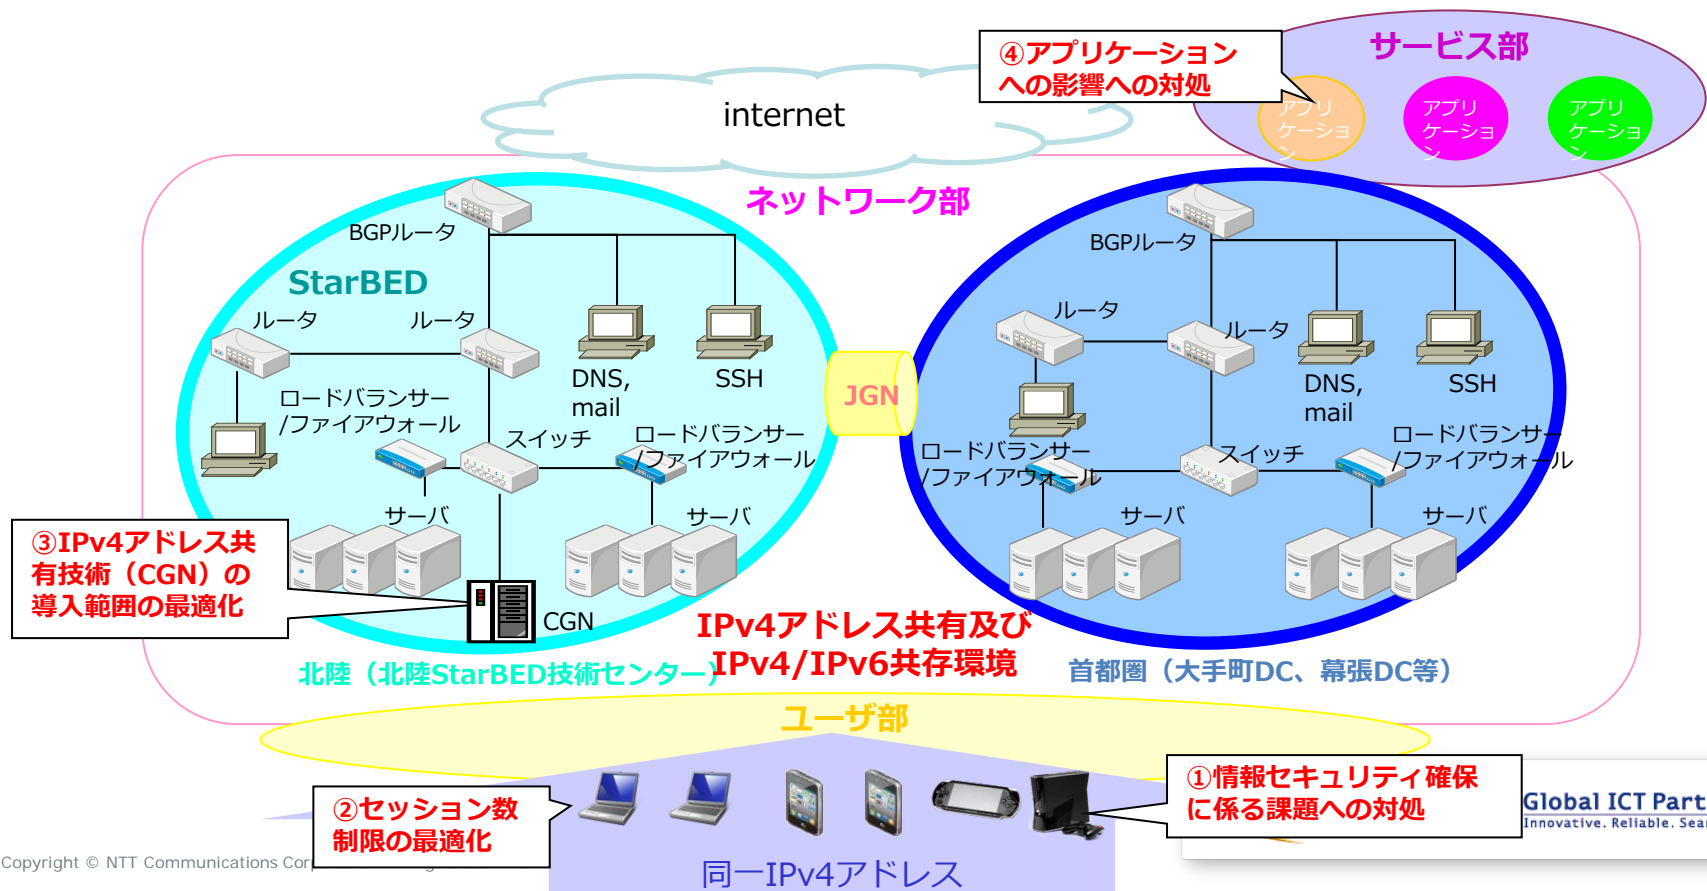 サービス部
④アプリケーション
への影響への対処
アプリ
ケーショ
ン
アプリ
ケーショ
ン
アプリ
ケーショ
ン
internet
ネットワーク部
BGPルータ
StarBED
ルータ
ルータ
DNS,
mail
SSH
ロードバランサー
/ファイアウォール
スイッチ
ロードバランサー
/ファイアウォール
サーバ
サーバ
CGN
③IPv4アドレス共
有技術（CGN）の
導入範囲の最適化
北陸（北陸StarBED技術センター）
JGN
BGPルータ
ルータ
ルータ
DNS,
mail
SSH
ロードバランサー
/ファイアウォール
スイッチ
ロードバランサー
/ファイアウォール
サーバ
サーバ
IPv4アドレス共有及び
IPv4/IPv6共存環境
首都圏（大手町DC、幕張DC等）
ユーザ部
②セッション数
制限の最適化
①情報セキュリティ確保
に係る課題への対処
同一IPv4アドレス
Global ICT Part
Innovative. Reliable. Sea
Copyright © NTT Communications Cor